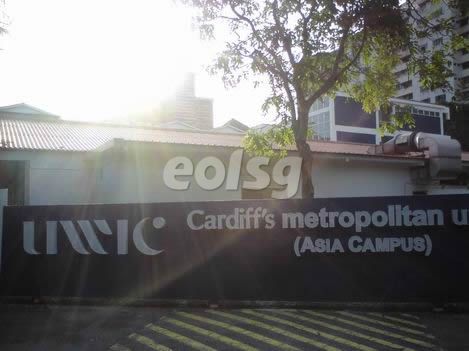 eolsg
UWIC Cardiff's metropolitan u
(ASIA CAMPUS)